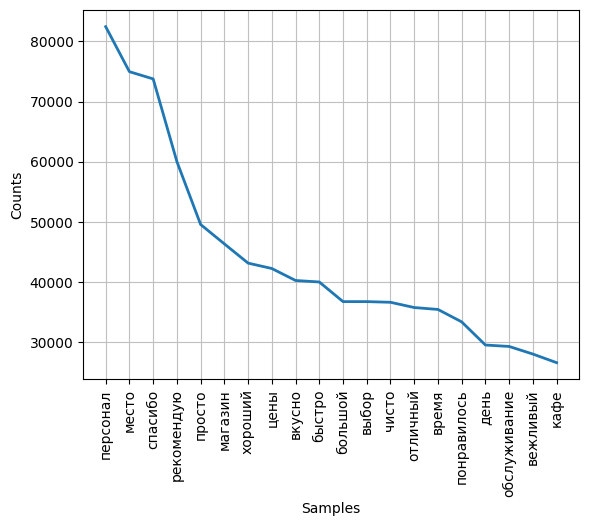 80000
70000
60000
50000
40000
30000
Counts
персонал
место
спасибо
рекомендую
просто
магазин
хороший
цены
вкусно
быстро
большой
выбор
чисто
отличный
время
понравилось
день
обслуживание
вежливый
кафе
Samples